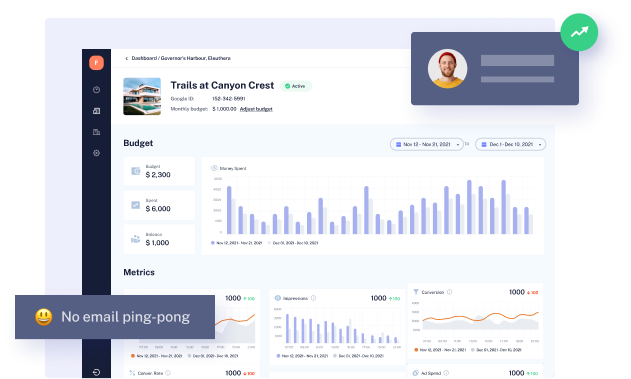 F
< Dashboard / Governor's Harbour, Eleuthera
Trails at Canyon Crest
Active
Google ID: 152-342-5991
Monthly budget: $ 1,000.00 Adjust budget
Budget
Nov 12 - Nov 21, 2021
to
Dec 1 - Dec 10, 2021
Budget
$ 2,300
Spent
$ 6,000
Balance
$ 1,000
Money Spent
Nov 12, 2021 - Nov 21, 2021
Dec 01, 2021 - Dec 10, 2021
Metrics
1000 ↑ 100
Nov 12, 2021 - Nov 21, 2021
Dec 01, 2021 - Dec 10, 2021
Impressions
1000 ↑ 100
Nov 12, 2021 - Nov 21, 2021
Dec 01, 2021 - Dec 10, 2021
Conversion
1000 ↓ 100
Nov 12, 2021 - Nov 21, 2021
Dec 01, 2021 - Dec 10, 2021
No email ping-pong
Conven Rate
1000 ↓ 100
Ad Spend
1000 ↓ 100